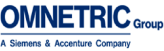 OMNETRIC Group
A Siemens & Accenture Company